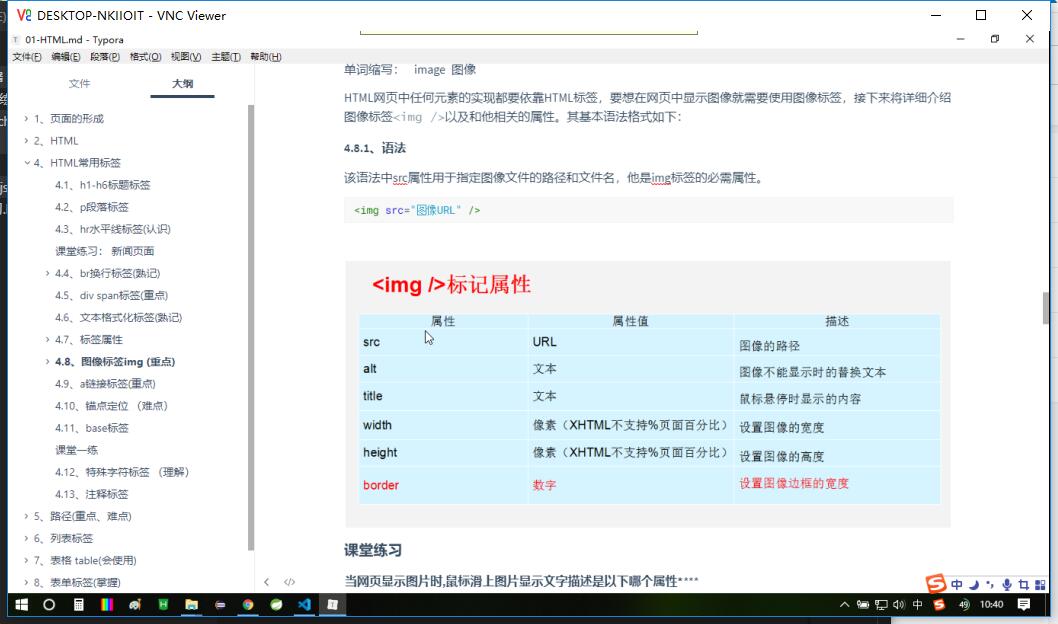 DESKTOP-NKIIOIT - VNC Viewer
01-HTML.md - Typora
文件(F) 编辑(E) 段落(P) 格式(O) 视图(V) 主题(T) 帮助(H)
文件 大纲
1、页面的形成
2、HTML
4、HTML常用标签
4.1、h1-h6标题标签
4.2、p段落标签
4.3、hr水平线标签(认识)
课堂练习： 新闻页面
4.4、br换行标签(熟记)
4.5、div span标签(重点)
4.6、文本格式化标签(熟记)
4.7、标签属性
4.8、图像标签img (重点)
4.9、a链接标签(重点)
4.10、锚点定位 （难点）
4.11、base标签
课堂一练
4.12、特殊字符标签 （理解）
4.13、注释标签
5、路径(重点、难点)
6、列表标签
7、表格 table(会使用)
8、表单标签(掌握)
单词缩写： image 图像
HTML网页中任何元素的实现都要依靠HTML标签，要想在网页中显示图像就需要使用图像标签，接下来将详细介绍
图像标签<img />以及和他相关的属性。其基本语法格式如下：
4.8.1、语法
该语法中src属性用于指定图像文件的路径和文件名，他是img标签的必需属性。
<img src="图像URL" />
<img />标记属性
属性 属性值 描述
src URL 图像的路径
alt 文本 图像不能显示时的替换文本
title 文本 鼠标悬停时显示的内容
width 像素（XHTML不支持%页面百分比） 设置图像的宽度
height 像素（XHTML不支持%页面百分比） 设置图像的高度
border 数字 设置图像边框的宽度
课堂练习
当网页显示图片时,鼠标滑上图片显示文字描述是以下哪个属性****
中
中 49 10:40